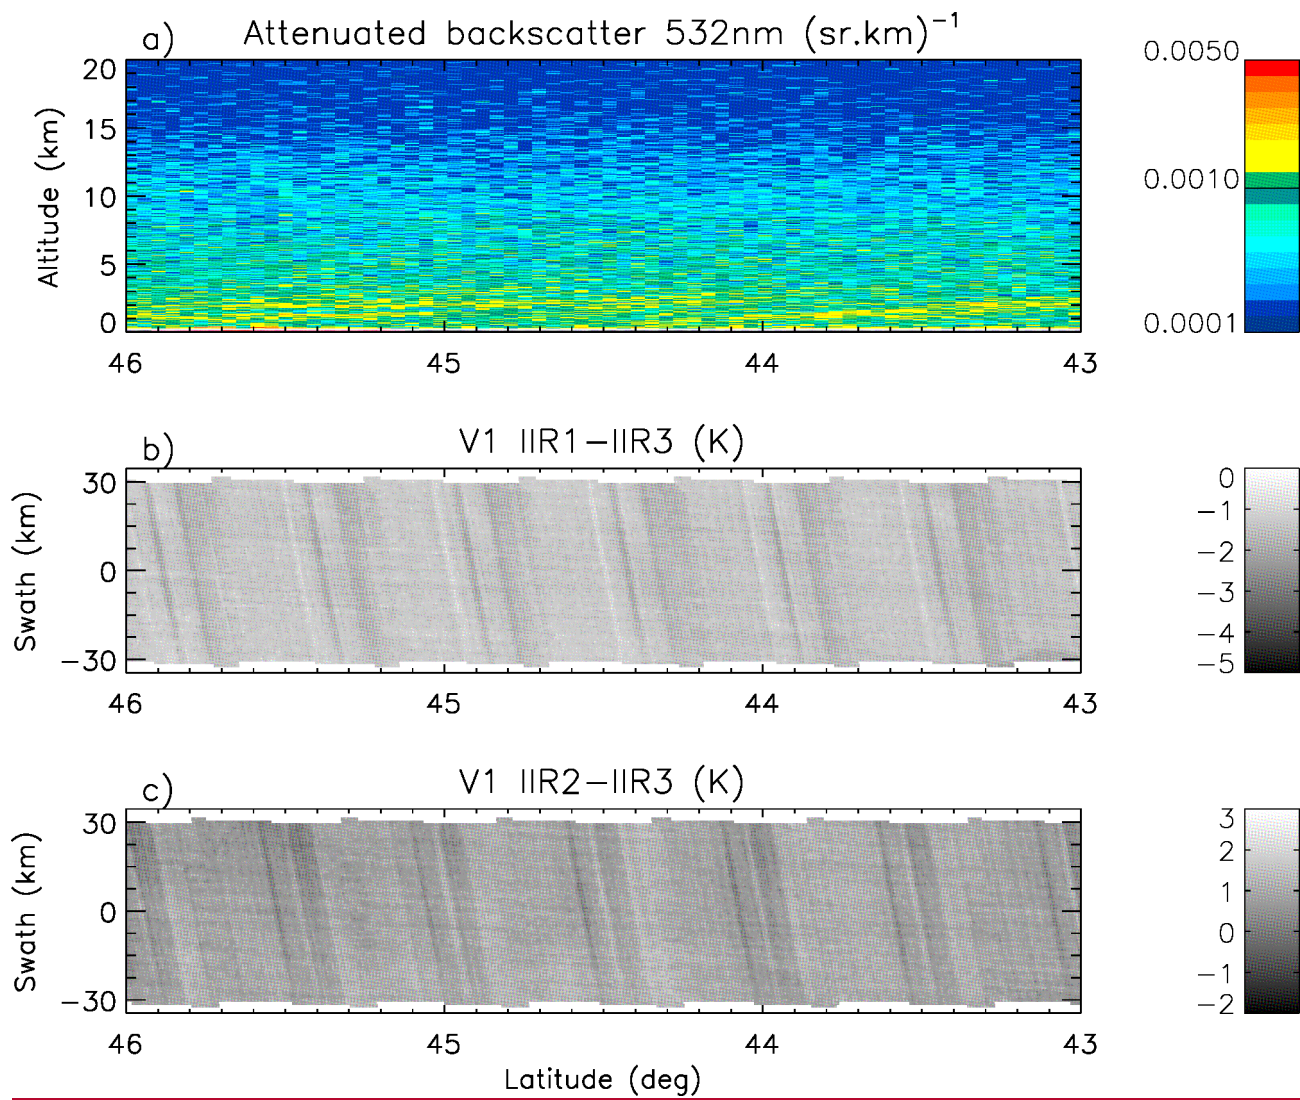 a) Attenuated backscatter 532nm (sr.km)⁻¹
Altitude (km)
20
15
10
5
0
46 45 44 43
0.0050
0.0010
0.0001
b) V1 IIR1−IIR3 (K)
Swath (km)
30
0
−30
46 45 44 43
0
−1
−2
−3
−4
−5
c) V1 IIR2−IIR3 (K)
Swath (km)
30
0
−30
46 45 44 43
Latitude (deg)
3
2
1
0
−1
−2